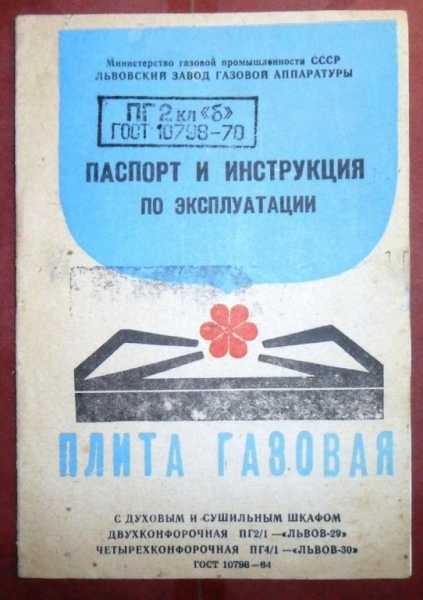 Министерство газовой промышленности СССР
ЛЬВОВСКИЙ ЗАВОД ГАЗОВОЙ АППАРАТУРЫ
ПГ 2 кл «б»
ГОСТ 10798-70
ПАСПОРТ И ИНСТРУКЦИЯ
ПО ЭКСПЛУАТАЦИИ
ПЛИТА ГАЗОВАЯ
С ДУХОВЫМ И СУШИЛЬНЫМ ШКАФОМ
ДВУХКОНФОРОЧНАЯ ПГ2/1 —«ЛЬВОВ-29»
ЧЕТЫРЕХКОНФОРОЧНАЯ ПГ4/1 —«ЛЬВОВ-30»
ГОСТ 10798—64